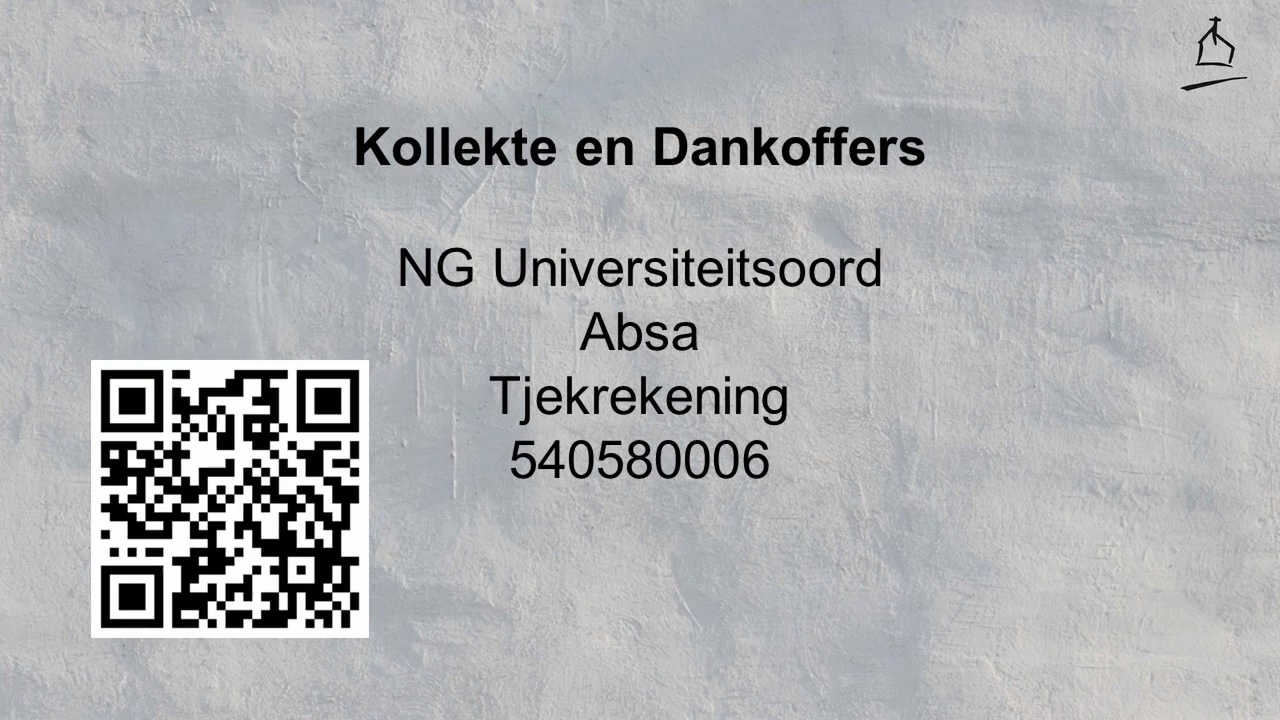 Kollekte en Dankoffers
NG Universiteitsoord
Absa
Tjekrekening
540580006